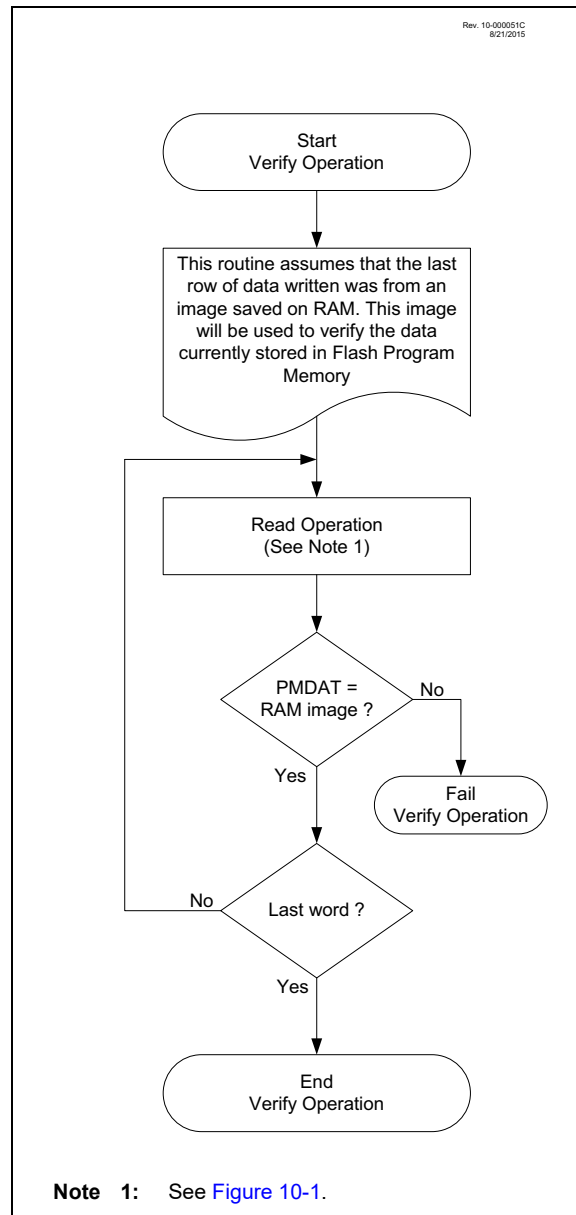 Rev. 10-000051C
8/21/2015
Start
Verify Operation
This routine assumes that the last
row of data written was from an
image saved on RAM. This image
will be used to verify the data
currently stored in Flash Program
Memory
Read Operation
(See Note 1)
PMDAT =
RAM image ?
No
Yes
Fail
Verify Operation
No
Last word ?
Yes
End
Verify Operation
Note 1: See Figure 10-1.